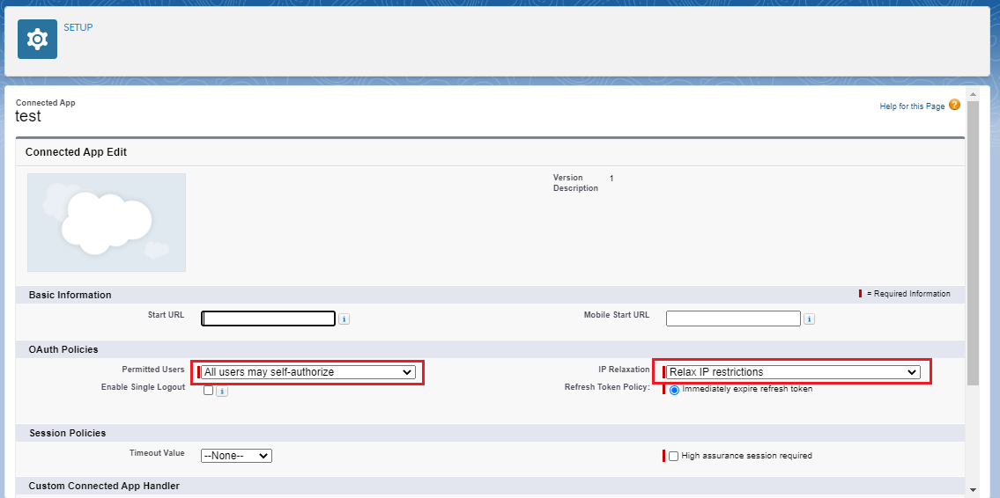 SETUP
Connected App
test
Help for this Page
Connected App Edit
Version 1
Description
Basic Information
= Required Information
Start URL
Mobile Start URL
OAuth Policies
Permitted Users All users may self-authorize
IP Relaxation Relax IP restrictions
Enable Single Logout
Refresh Token Policy: Immediately expire refresh token
Session Policies
Timeout Value --None--
High assurance session required
Custom Connected App Handler